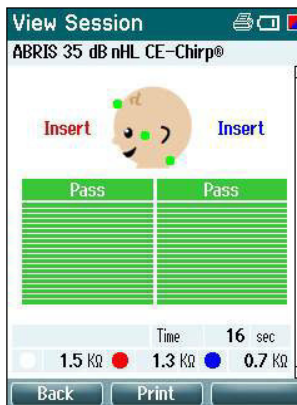 View Session
ABRIS 35 dB nHL CE-Chirp®
Insert Insert
Pass Pass
Time 16 sec
1.5 KΩ 1.3 KΩ 0.7 KΩ
Back Print